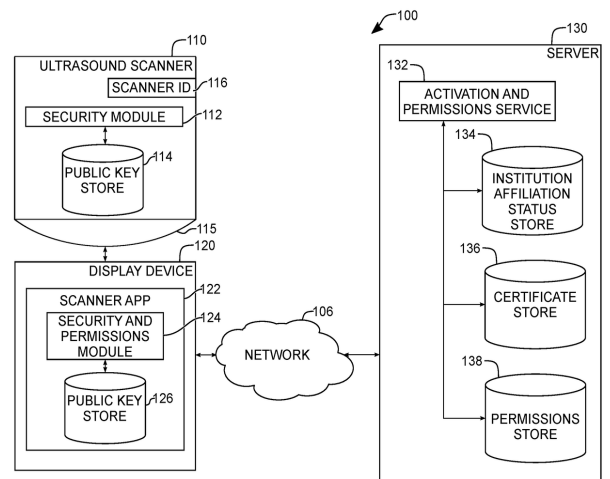 100
110
ULTRASOUND SCANNER
SCANNER ID
116
SECURITY MODULE
112
PUBLIC KEY
STORE
114
115
120
DISPLAY DEVICE
SCANNER APP
122
SECURITY AND
PERMISSIONS
MODULE
124
PUBLIC KEY
STORE
126
106
NETWORK
130
SERVER
132
ACTIVATION AND
PERMISSIONS SERVICE
134
INSTITUTION
AFFILIATION
STATUS
STORE
136
CERTIFICATE
STORE
138
PERMISSIONS
STORE